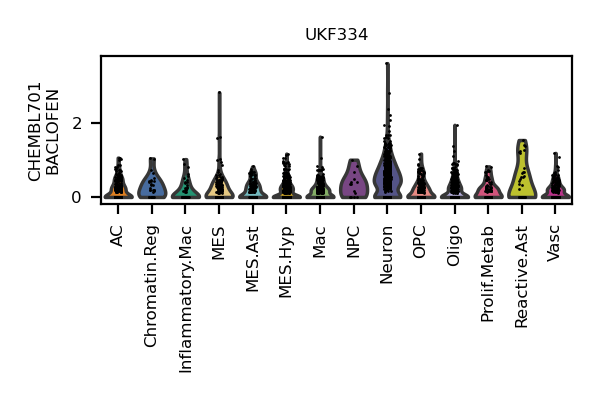 UKF334
CHEMBL701
BACLOFEN
2
0
AC
Chromatin.Reg
Inflammatory.Mac
MES
MES.Ast
MES.Hyp
Mac
NPC
Neuron
OPC
Oligo
Prolif.Metab
Reactive.Ast
Vasc